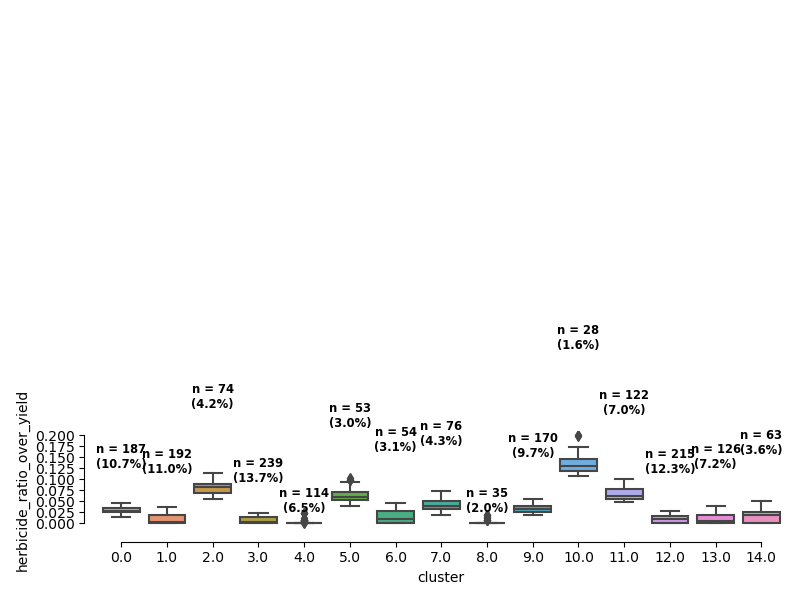 n = 28
(1.6%)
n = 74
(4.2%)
n = 122
(7.0%)
n = 53
(3.0%)
n = 54
(3.1%)
n = 76
(4.3%)
n = 63
(3.6%)
n = 170
(9.7%)
n = 187
(10.7%)
n = 192
(11.0%)
n = 215
(12.3%)
n = 126
(7.2%)
n = 239
(13.7%)
n = 114
(6.5%)
n = 35
(2.0%)
herbicide_ratio_over_yield
0.200
0.175
0.150
0.125
0.100
0.075
0.050
0.025
0.000
0.0 1.0 2.0 3.0 4.0 5.0 6.0 7.0 8.0 9.0 10.0 11.0 12.0 13.0 14.0
cluster